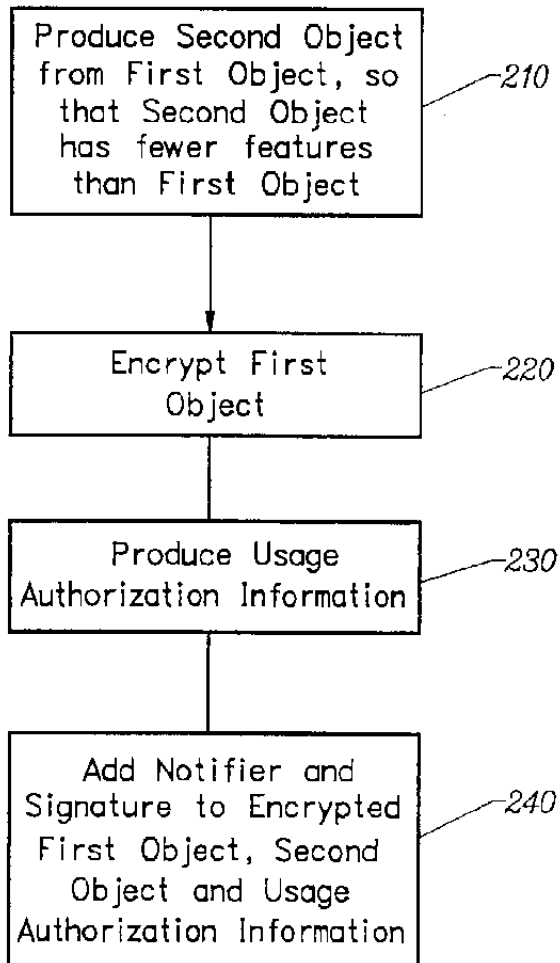 Produce Second Object
from First Object, so
that Second Object
has fewer features
than First Object
210
Encrypt First
Object
220
Produce Usage
Authorization Information
230
Add Notifier and
Signature to Encrypted
First Object, Second
Object and Usage
Authorization Information
240